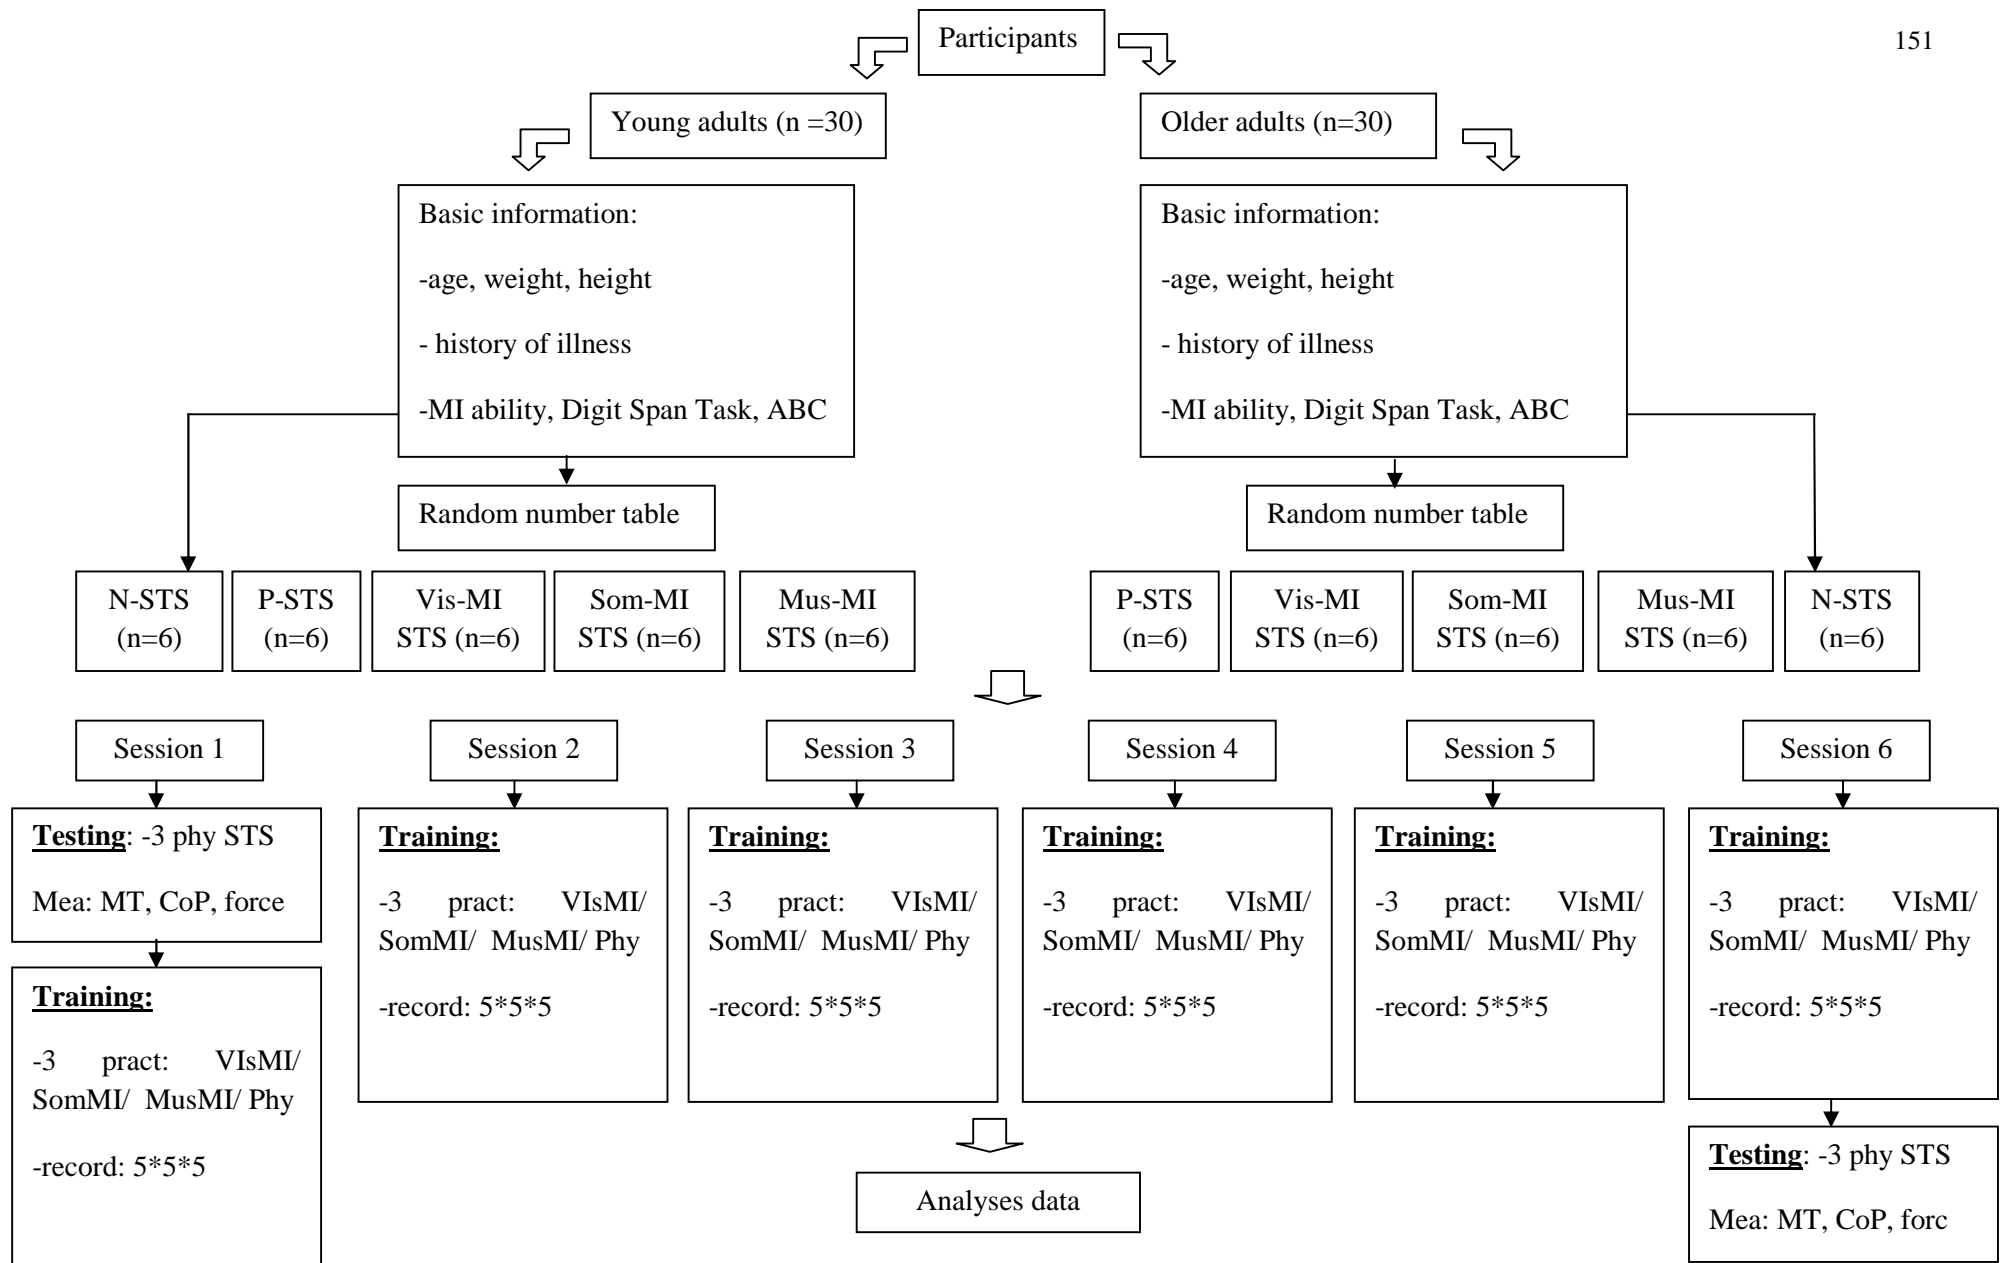 151
Participants
Young adults (n =30)
Older adults (n=30)
Basic information:
-age, weight, height
- history of illness
-MI ability, Digit Span Task, ABC
Basic information:
-age, weight, height
- history of illness
-MI ability, Digit Span Task, ABC
Random number table
Random number table
N-STS
(n=6)
P-STS
(n=6)
Vis-MI
STS (n=6)
Som-MI
STS (n=6)
Mus-MI
STS (n=6)
P-STS
(n=6)
Vis-MI
STS (n=6)
Som-MI
STS (n=6)
Mus-MI
STS (n=6)
N-STS
(n=6)
Session 1
Session 2
Session 3
Session 4
Session 5
Session 6
Testing: -3 phy STS
Mea: MT, CoP, force
Training:
-3 pract: VIsMI/
SomMI/ MusMI/ Phy
-record: 5*5*5
Training:
-3 pract: VIsMI/
SomMI/ MusMI/ Phy
-record: 5*5*5
Training:
-3 pract: VIsMI/
SomMI/ MusMI/ Phy
-record: 5*5*5
Training:
-3 pract: VIsMI/
SomMI/ MusMI/ Phy
-record: 5*5*5
Training:
-3 pract: VIsMI/
SomMI/ MusMI/ Phy
-record: 5*5*5
Training:
-3 pract: VIsMI/
SomMI/ MusMI/ Phy
-record: 5*5*5
Testing: -3 phy STS
Mea: MT, CoP, forc
Analyses data